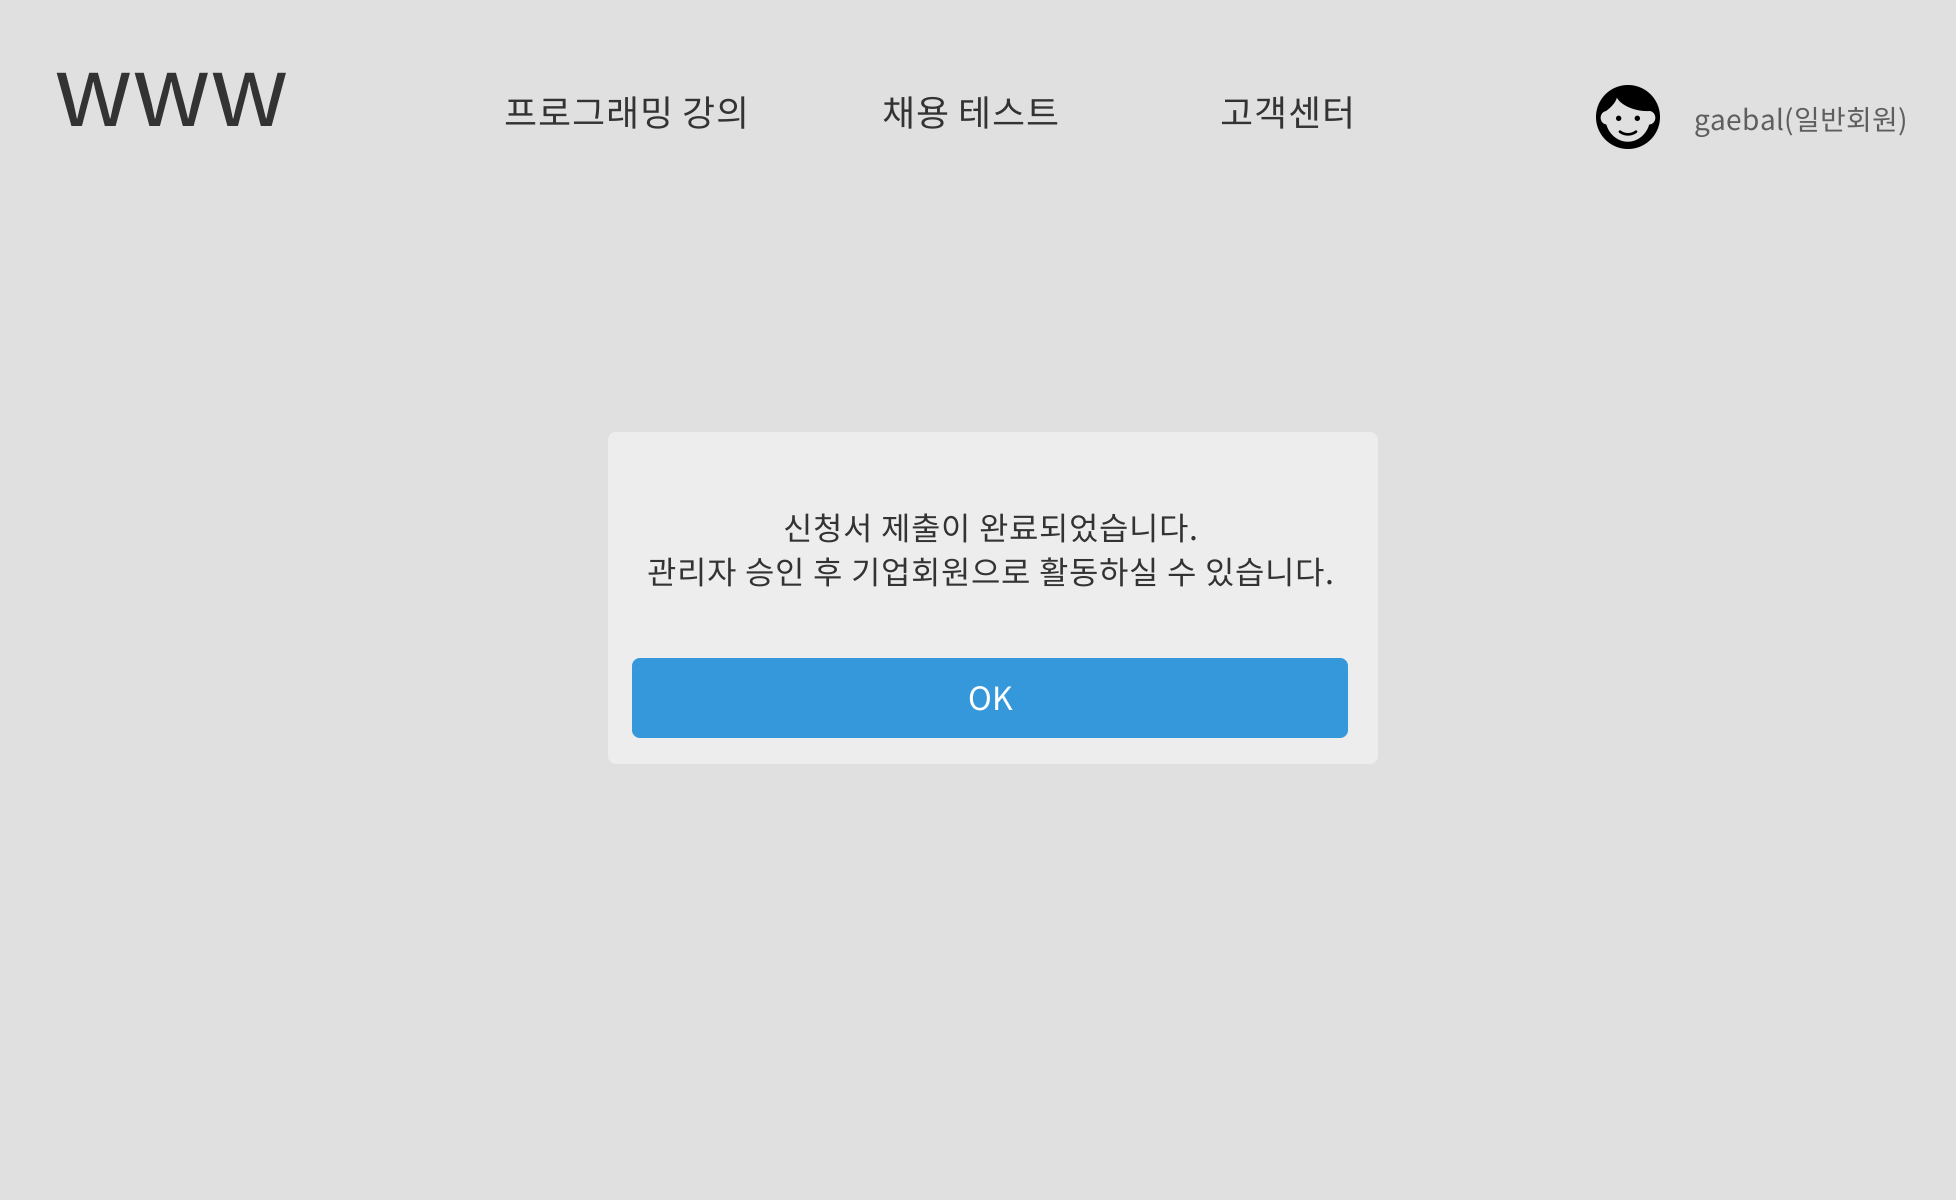 www
프로그래밍 강의
채용 테스트
고객센터
gaebal(일반회원)
신청서 제출이 완료되었습니다.
관리자 승인 후 기업회원으로 활동하실 수 있습니다.
OK